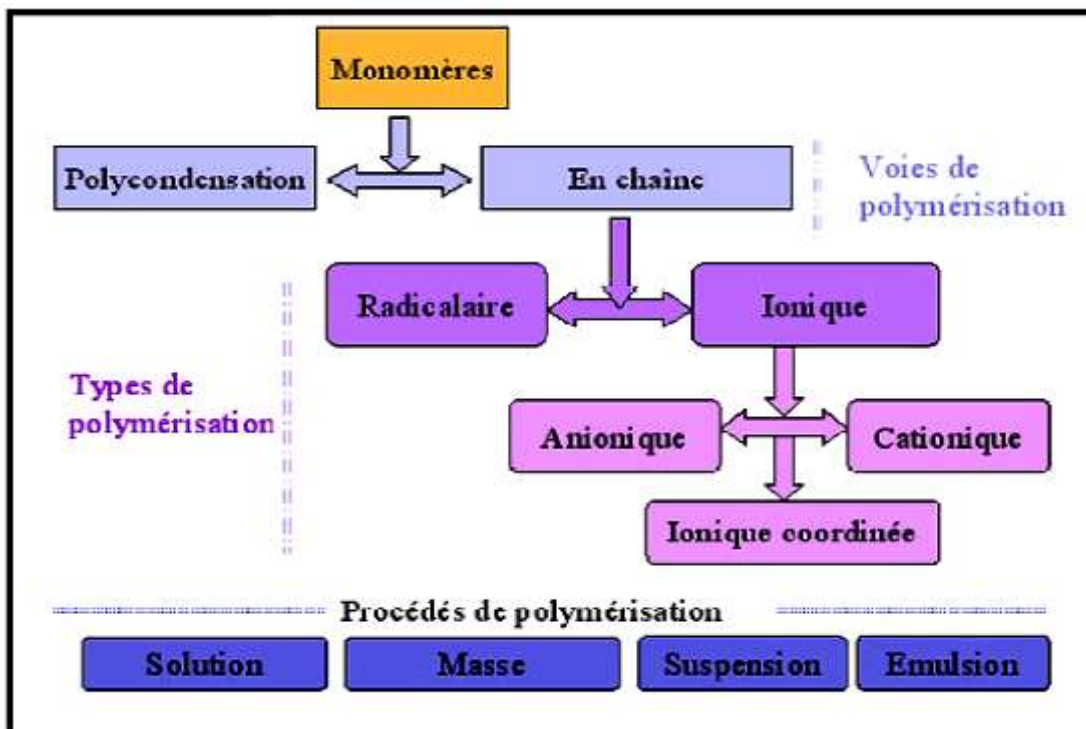 Monomères
Polycondensation
En chaîne
Voies de
polymérisation
Radicalaire
Ionique
Types de
polymérisation
Anionique
Cationique
Ionique coordinée
Procédés de polymérisation
Solution
Masse
Suspension
Emulsion